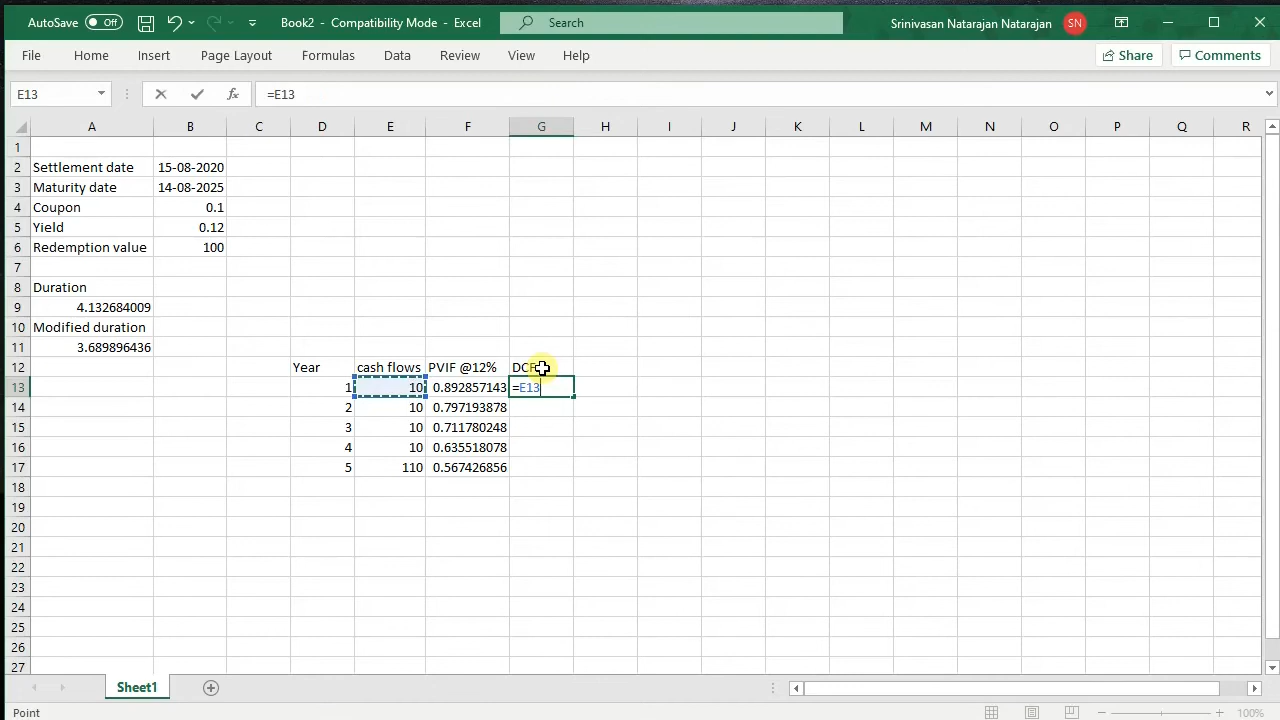 AutoSave Off Book2 - Compatibility Mode - Excel Search Srinivasan Natarajan Natarajan SN
File Home Insert Page Layout Formulas Data Review View Help Share Comments
E13 fx =E13
A B C D E F G H I J K L M N O P Q R
1
2 Settlement date 15-08-2020
3 Maturity date 14-08-2025
4 Coupon 0.1
5 Yield 0.12
6 Redemption value 100
7
8 Duration
9 4.132684009
10 Modified duration
11 3.689896436
12 Year cash flows PVIF @12% DCF
13 1 10 0.892857143 =E13
14 2 10 0.797193878
15 3 10 0.711780248
16 4 10 0.635518078
17 5 110 0.567426856
18
19
20
21
22
23
24
25
26
27
Sheet1
Point 100%